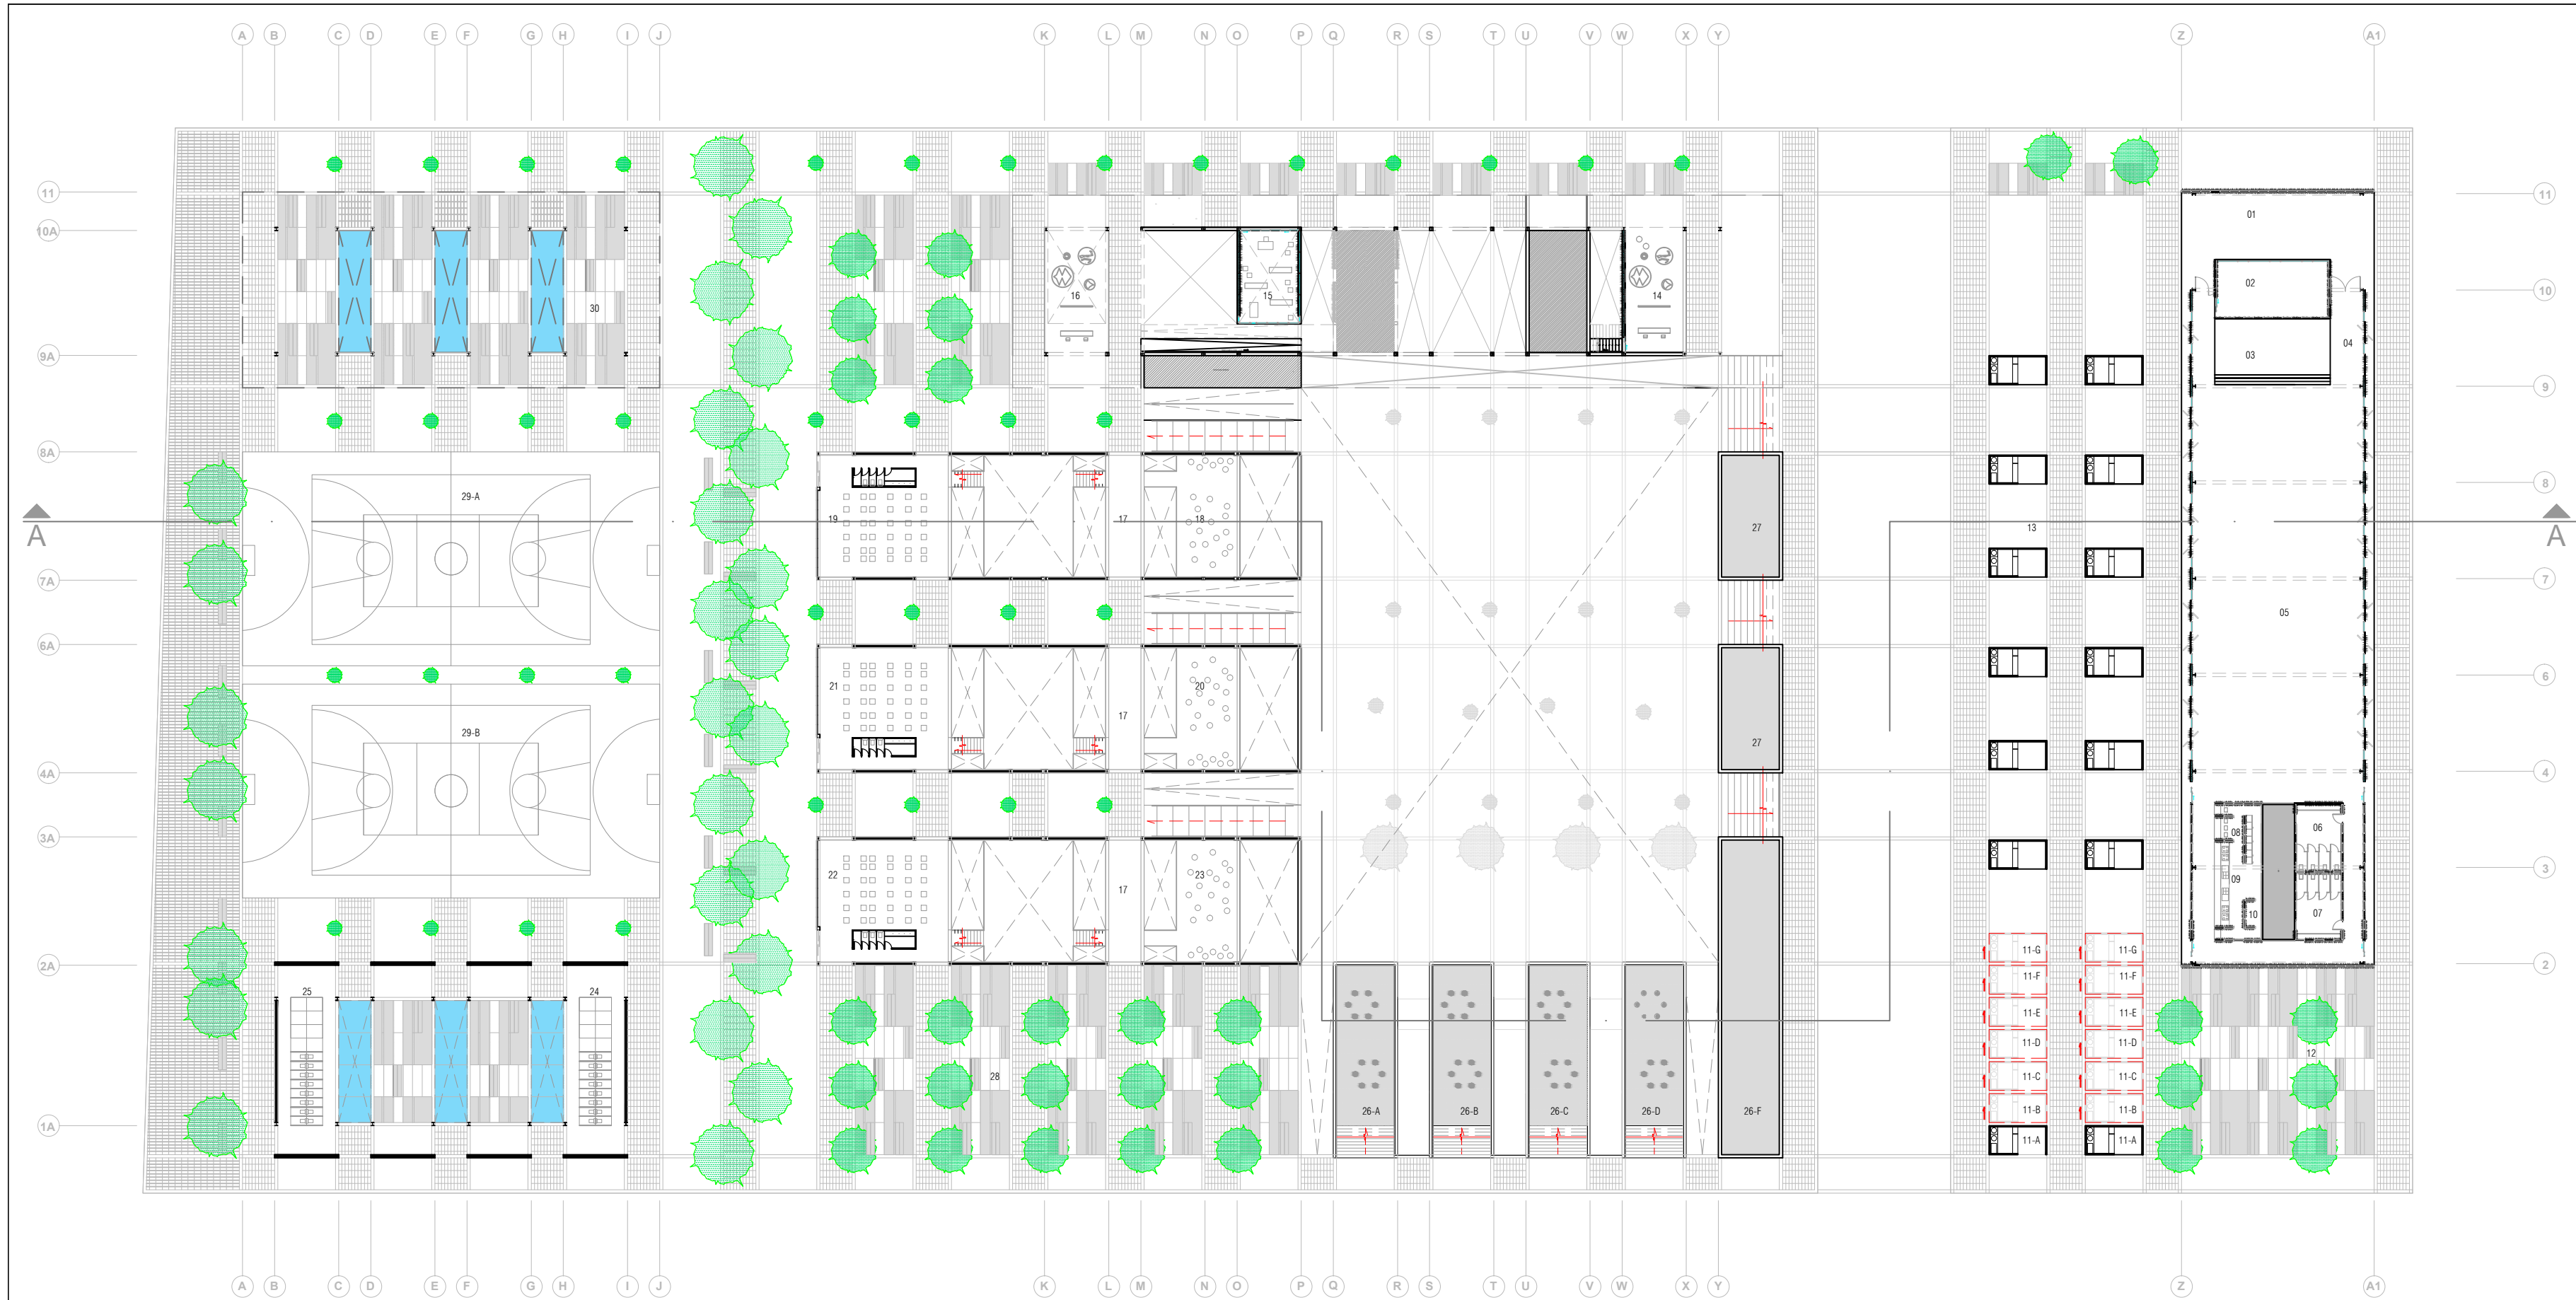 A B C D E F G H I J K L M N O P Q R S T U V W X Y Z A1
11 11
01
10A
02 10
16 15 14
30
03 04
9A
9 9
8A
29-A
8
19 17 18 27 13
A A
7A 7
05
6A 6
21 20
17
29-B
27
4A 4
08 06
3A
22 17 23 3
09
10 07
11-G 11-G
2A 2
11-F 11-F
25 24
11-E 11-E
11-D 11-D
12
28 11-C 11-C
26-A 26-B 26-C 26-D 26-F 11-B 11-B
1A
11-A 11-A
A B C D E F G H I J K L M N O P Q R S T U V W X Y Z A1